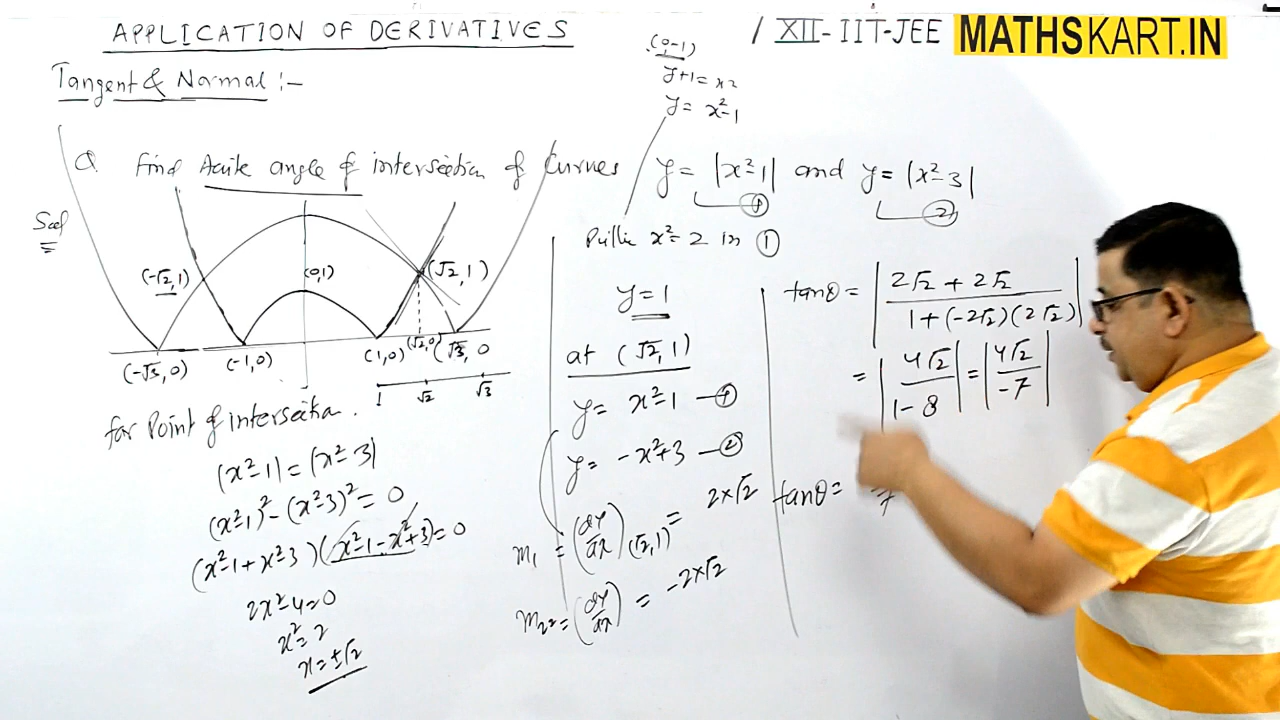 APPLICATION OF DERIVATIVES
/ XII - IIT-JEE
MATHSKART.IN
Tangent & Normal :-
(0,-1)
y+1 = x²
y = x²-1
Q. Find Acute angle of intersection of curves y = |x²-1| and y = |x²-3|
① ②
Sol
(-√2, 1)
(0,1)
(√2, 1)
(-√3, 0)
(-1, 0)
(1, 0)
(√2, 0)
(√3, 0
1 √2 √3
for Point of intersection.
|x²-1| = |x²-3|
(x²-1)² - (x²-3)² = 0
(x²-1+x²-3)(x²-1-x²+3) = 0
2x²-4=0
x² = 2
x = ±√2
x² = 2 in ①
y = 1
at (√2, 1)
y = x²-1 — ①
y = -x²+3 — ②
m₁ = (dy/dx)(√2,1) = 2×√2
m₂ = (dy/dx) = -2×√2
tanθ = |2√2 + 2√2 / 1+(-2√2)(2√2)|
= |4√2 / 1-8| = |4√2 / -7|
tanθ = 7